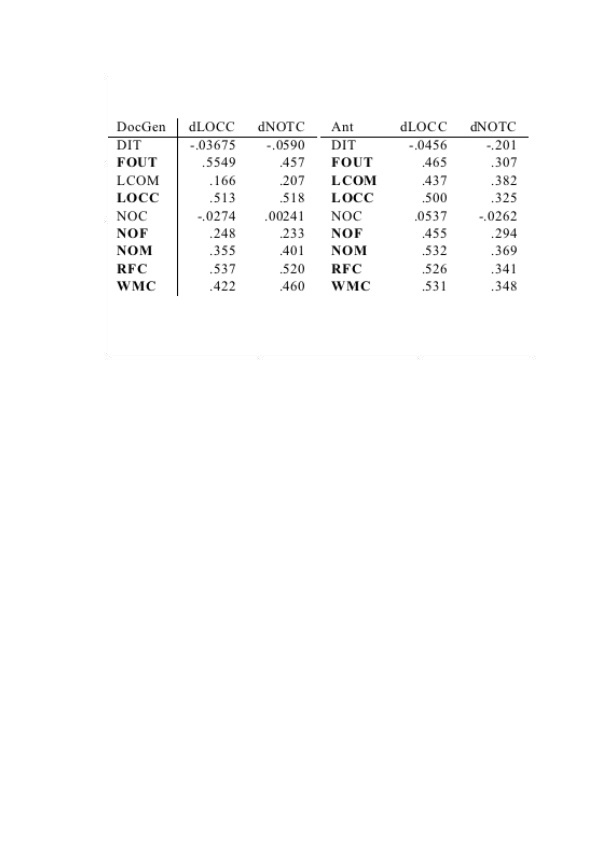 DocGen dLOCC dNOTC Ant dLOCC dNOTC
DIT -.03675 -.0590 DIT -.0456 -.201
FOUT .5549 .457 FOUT .465 .307
LCOM .166 .207 LCOM .437 .382
LOCC .513 .518 LOCC .500 .325
NOC -.0274 .00241 NOC .0537 -.0262
NOF .248 .233 NOF .455 .294
NOM .355 .401 NOM .532 .369
RFC .537 .520 RFC .526 .341
WMC .422 .460 WMC .531 .348